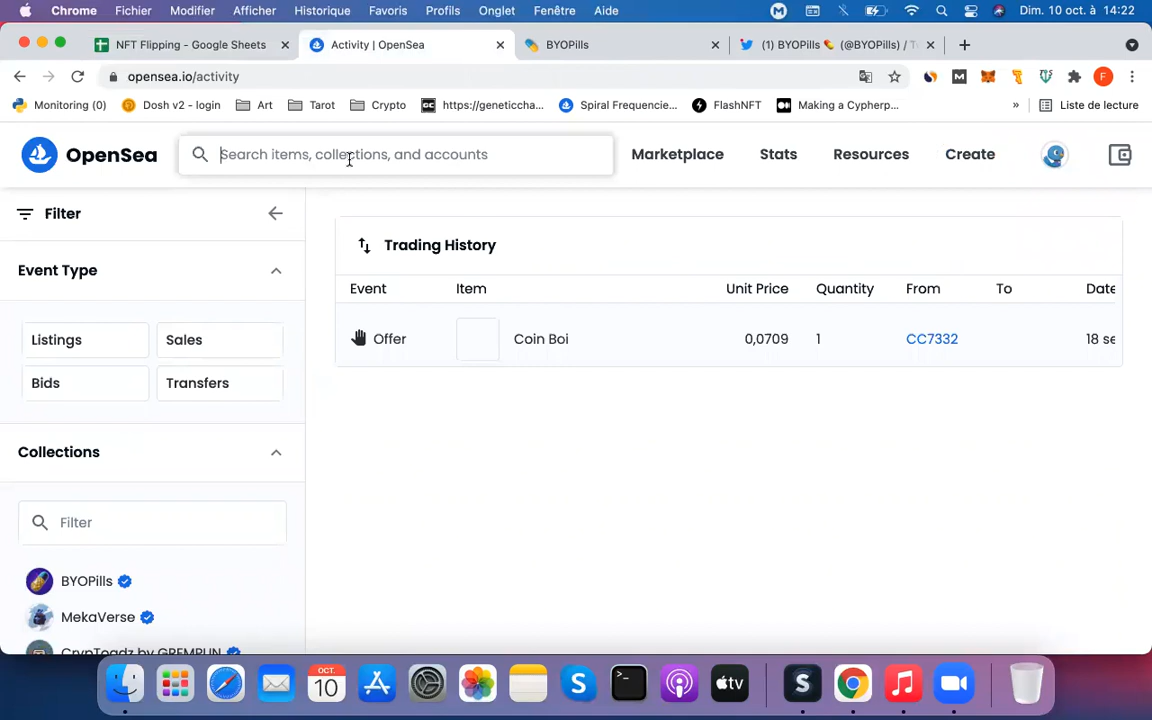 Chrome Fichier Modifier Afficher Historique Favoris Profils Onglet Fenêtre Aide Dim. 10 oct. à 14:22
NFT Flipping - Google Sheets
Activity | OpenSea
BYOPills
(1) BYOPills (@BYOPills) /
opensea.io/activity
F
Monitoring (0)
Dosh v2 - login
Art
Tarot
Crypto
https://geneticcha...
Spiral Frequencie...
FlashNFT
Making a Cypherp...
»
Liste de lecture
OpenSea
Search items, collections, and accounts
Marketplace
Stats
Resources
Create
Filter
Event Type
Listings
Sales
Bids
Transfers
Collections
Filter
BYOPills
MekaVerse
CrypToadz by GREMPLIN
Trading History
Event Item Unit Price Quantity From To Date
Offer Coin Boi 0,0709 1 CC7332 18 se
OCT.
10
S
tv
S